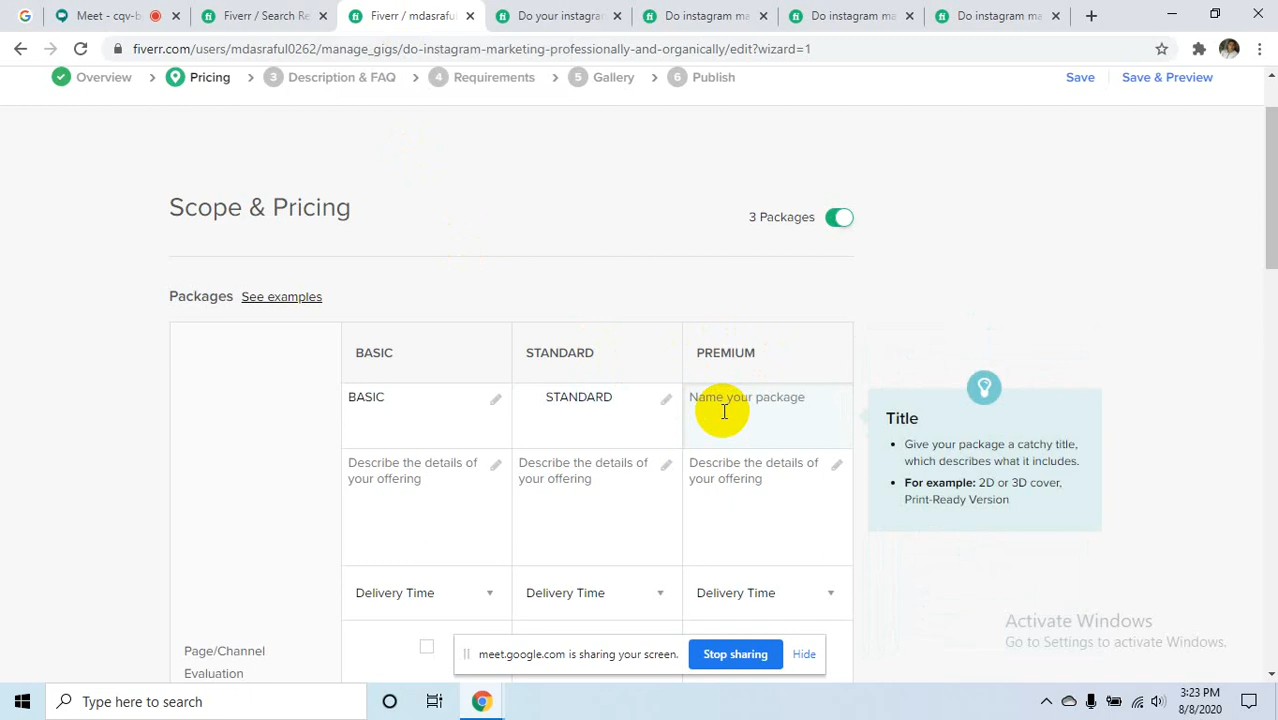 Meet - cqv-b
Fiverr / Search Re
Fiverr / mdasraful
Do your instagram
Do instagram ma
Do instagram ma
Do instagram ma
fiverr.com/users/mdasraful0262/manage_gigs/do-instagram-marketing-professionally-and-organically/edit?wizard=1
Overview
Pricing
3 Description & FAQ
4 Requirements
5 Gallery
6 Publish
Save
Save & Preview
Scope & Pricing
3 Packages
Packages See examples
BASIC
STANDARD
PREMIUM
BASIC
STANDARD
Name your package
Title
Give your package a catchy title,
which describes what it includes.
For example: 2D or 3D cover,
Print-Ready Version
Describe the details of
your offering
Describe the details of
your offering
Describe the details of
your offering
Delivery Time
Delivery Time
Delivery Time
Page/Channel
Evaluation
meet.google.com is sharing your screen.
Stop sharing
Hide
Activate Windows
Go to Settings to activate Windows.
Type here to search
3:23 PM
8/8/2020